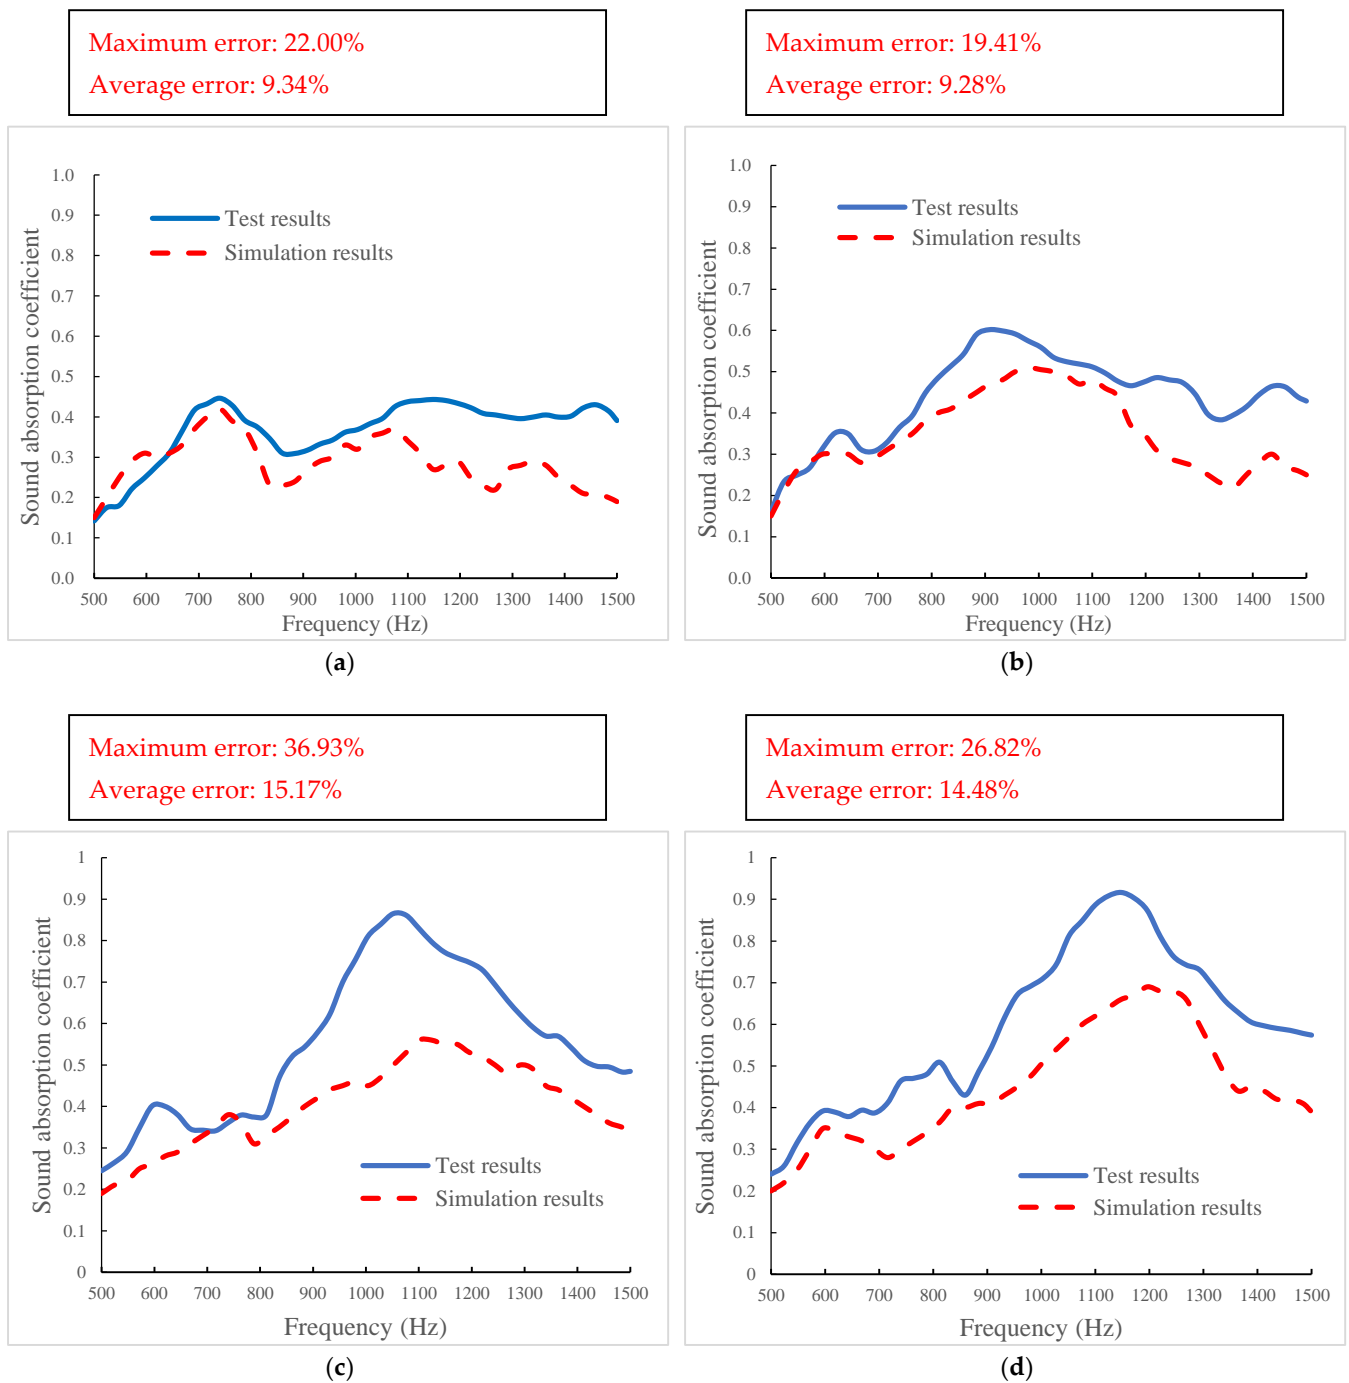 Maximum error: 22.00%
Average error: 9.34%
Maximum error: 19.41%
Average error: 9.28%
Sound absorption coefficient
1.0
0.9
0.8
0.7
0.6
0.5
0.4
0.3
0.2
0.1
0.0
Test results
Simulation results
500 600 700 800 900 1000 1100 1200 1300 1400 1500
Frequency (Hz)
(a)
Sound absorption coefficient
1.0
0.9
0.8
0.7
0.6
0.5
0.4
0.3
0.2
0.1
0.0
Test results
Simulation results
500 600 700 800 900 1000 1100 1200 1300 1400 1500
Frequency (Hz)
(b)
Maximum error: 36.93%
Average error: 15.17%
Maximum error: 26.82%
Average error: 14.48%
Sound absorption coefficient
1
0.9
0.8
0.7
0.6
0.5
0.4
0.3
0.2
0.1
0
Test results
Simulation results
500 600 700 800 900 1000 1100 1200 1300 1400 1500
Frequency (Hz)
(c)
Sound absorption coefficient
1
0.9
0.8
0.7
0.6
0.5
0.4
0.3
0.2
0.1
0
Test results
Simulation results
500 600 700 800 900 1000 1100 1200 1300 1400 1500
Frequency (Hz)
(d)